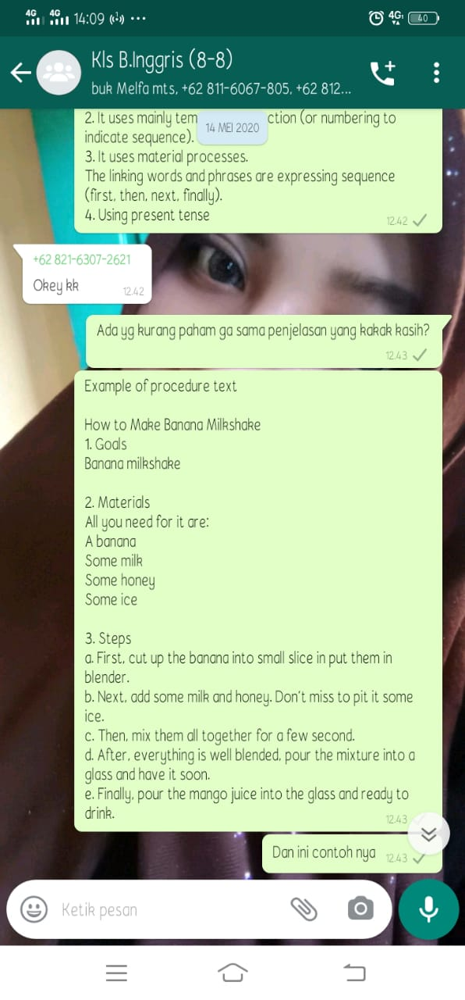 4G 4G 14:09 4G 40
Kls B.Inggris (8-8)
buk Melfa mts, +62 811-6067-805, +62 812...
2. It uses mainly tem ction (or numbering to
14 MEI 2020
indicate sequence).
3. It uses material processes.
The linking words and phrases are expressing sequence
(first, then, next, finally).
4. Using present tense
12.42
+62 821-6307-2621
Okey kk
12.42
Ada yg kurang paham ga sama penjelasan yang kakak kasih?
12.43
Example of procedure text
How to Make Banana Milkshake
1. Goals
Banana milkshake
2. Materials
All you need for it are:
A banana
Some milk
Some honey
Some ice
3. Steps
a. First, cut up the banana into small slice in put them in
blender.
b. Next, add some milk and honey. Don't miss to pit it some
ice.
c. Then, mix them all together for a few second.
d. After, everything is well blended, pour the mixture into a
glass and have it soon.
e. Finally, pour the mango juice into the glass and ready to
drink.
12.43
Dan ini contoh nya 12.43
Ketik pesan